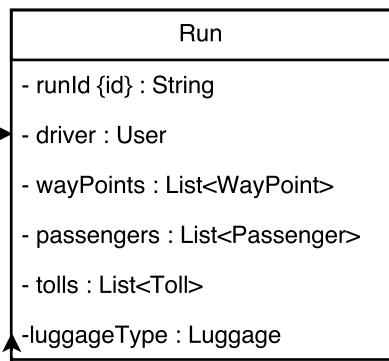 Run
- runId {id} : String
- driver : User
- wayPoints : List<WayPoint>
- passengers : List<Passenger>
- tolls : List<Toll>
-luggageType : Luggage